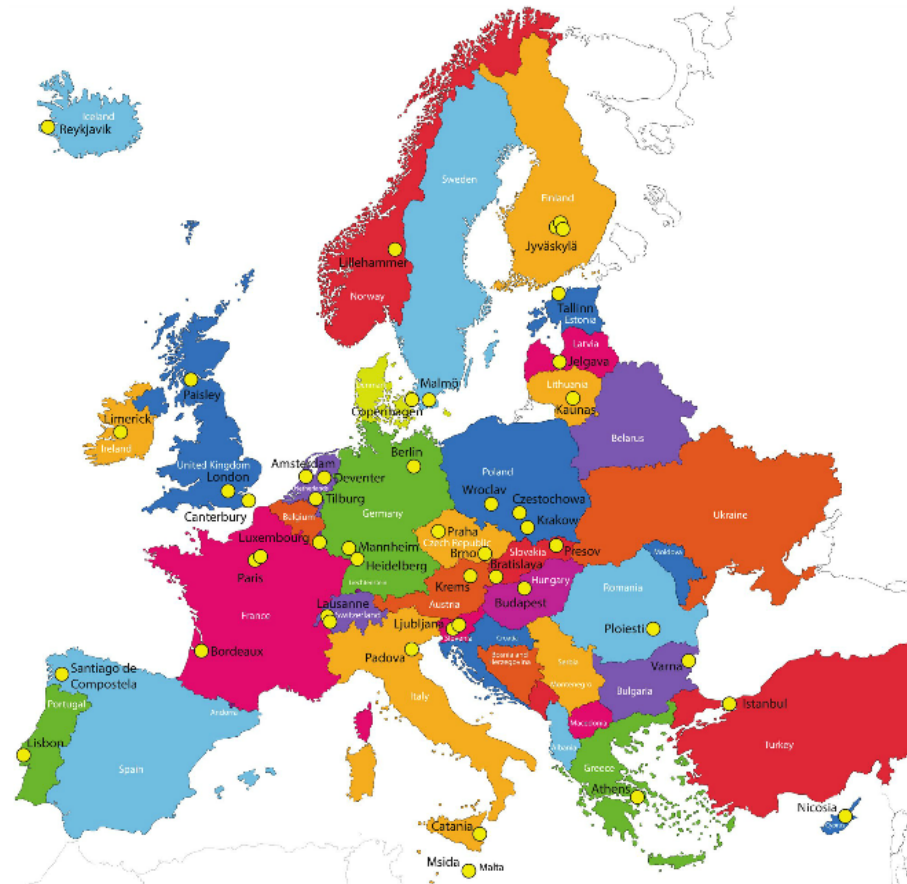 Iceland
Reykjavik
Sweden
Finland
Jyväskylä
Lillehammer
Norway
Tallinn
Estonia
Latvia
Jelgava
Lithuania
Kaunas
Denmark
Malmö
Copenhagen
Paisley
Limerick
Ireland
Belarus
United Kingdom
London
Canterbury
Amsterdam
Netherlands
Deventer
Tilburg
Berlin
Germany
Poland
Wroclav
Czestochowa
Krakow
Ukraine
Belgium
Luxembourg
Mannheim
Heidelberg
Praha
Czech Republic
Brno
Slovakia
Presov
Bratislava
Moldova
Paris
France
Krems
Austria
Hungary
Budapest
Romania
Ploiesti
Lausanne
Switzerland
Ljubljana
Slovenia
Padova
Bordeaux
Bosnia and
Herzegovina
Serbia
Montenegro
Varna
Bulgaria
Santiago de
Compostela
Portugal
Andorra
Italy
Istanbul
Macedonia
Turkey
Lisbon
Spain
Albania
Greece
Athens
Nicosia
Cyprus
Catania
Msida
Malta